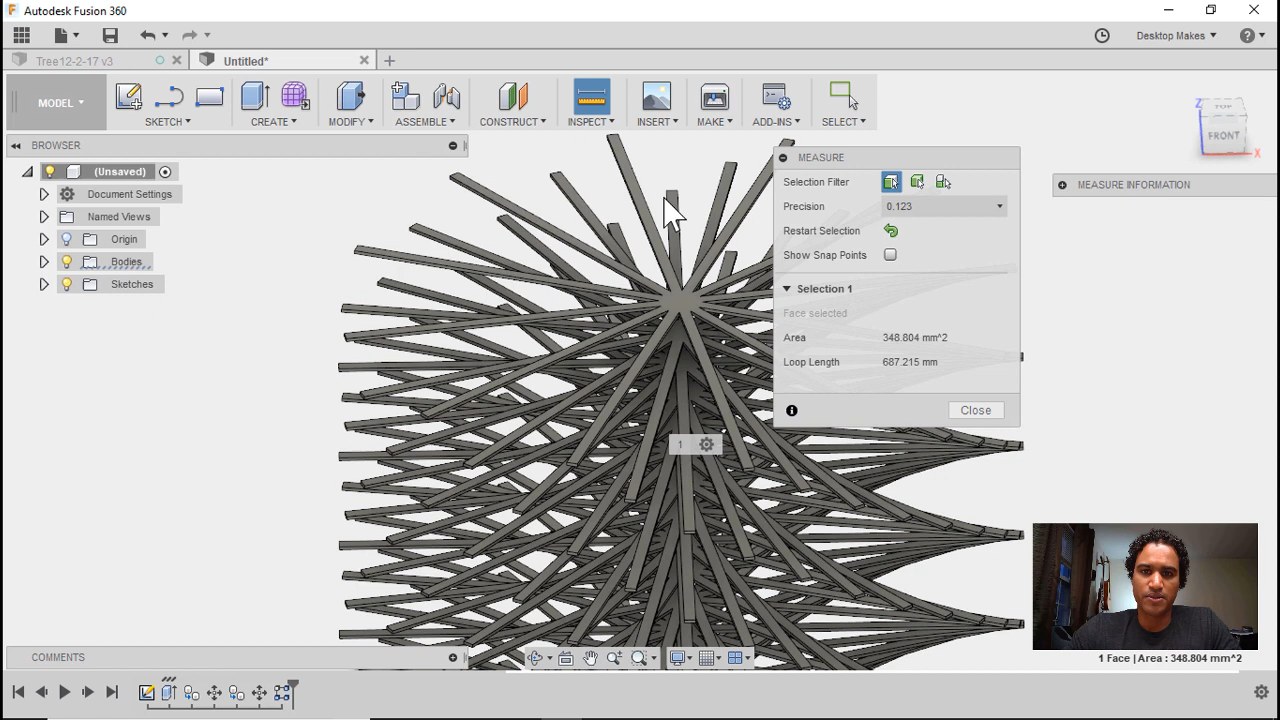 Autodesk Fusion 360
Desktop Makes
Tree12-2-17 v3
Untitled*
MODEL
SKETCH
CREATE
MODIFY
ASSEMBLE
CONSTRUCT
INSPECT
INSERT
MAKE
ADD-INS
SELECT
BROWSER
(Unsaved)
Document Settings
Named Views
Origin
Bodies
Sketches
TOP
FRONT
Z
X
MEASURE
Selection Filter
Precision
0.123
Restart Selection
Show Snap Points
Selection 1
Face selected
Area
348.804 mm^2
Loop Length
687.215 mm
Close
MEASURE INFORMATION
1
COMMENTS
1 Face | Area : 348.804 mm^2